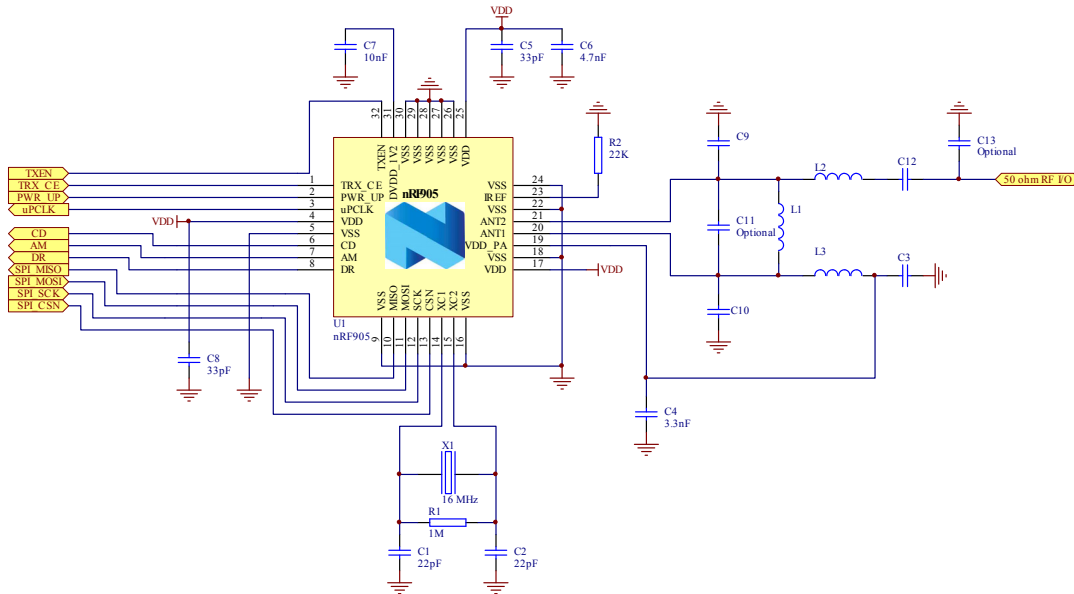 VDD
C7
10nF
C5
33pF
C6
4.7nF
32
31
30
29
28
27
26
25
TXEN
DVDD_1V2
VSS
VSS
VSS
VSS
VSS
VDD
R2
22K
C9
C13
Optional
L2
C12
50 ohm RF I/O
C11
Optional
L1
L3
C3
C10
C4
3.3nF
TXEN
TRX_CE
PWR_UP
uPCLK
CD
AM
DR
SPI_MISO
SPI_MOSI
SPI_SCK
SPI_CSN
VDD
1
2
3
4
5
6
7
8
TRX_CE
PWR_UP
uPCLK
VDD
VSS
CD
AM
DR
nRF905
VSS
IREF
VSS
ANT2
ANT1
VDD_PA
VSS
VDD
24
23
22
21
20
19
18
17
VDD
VSS
MISO
MOSI
SCK
CSN
XC1
XC2
VSS
U1
nRF905
9
10
11
12
13
14
15
16
C8
33pF
X1
16 MHz
R1
1M
C1
22pF
C2
22pF